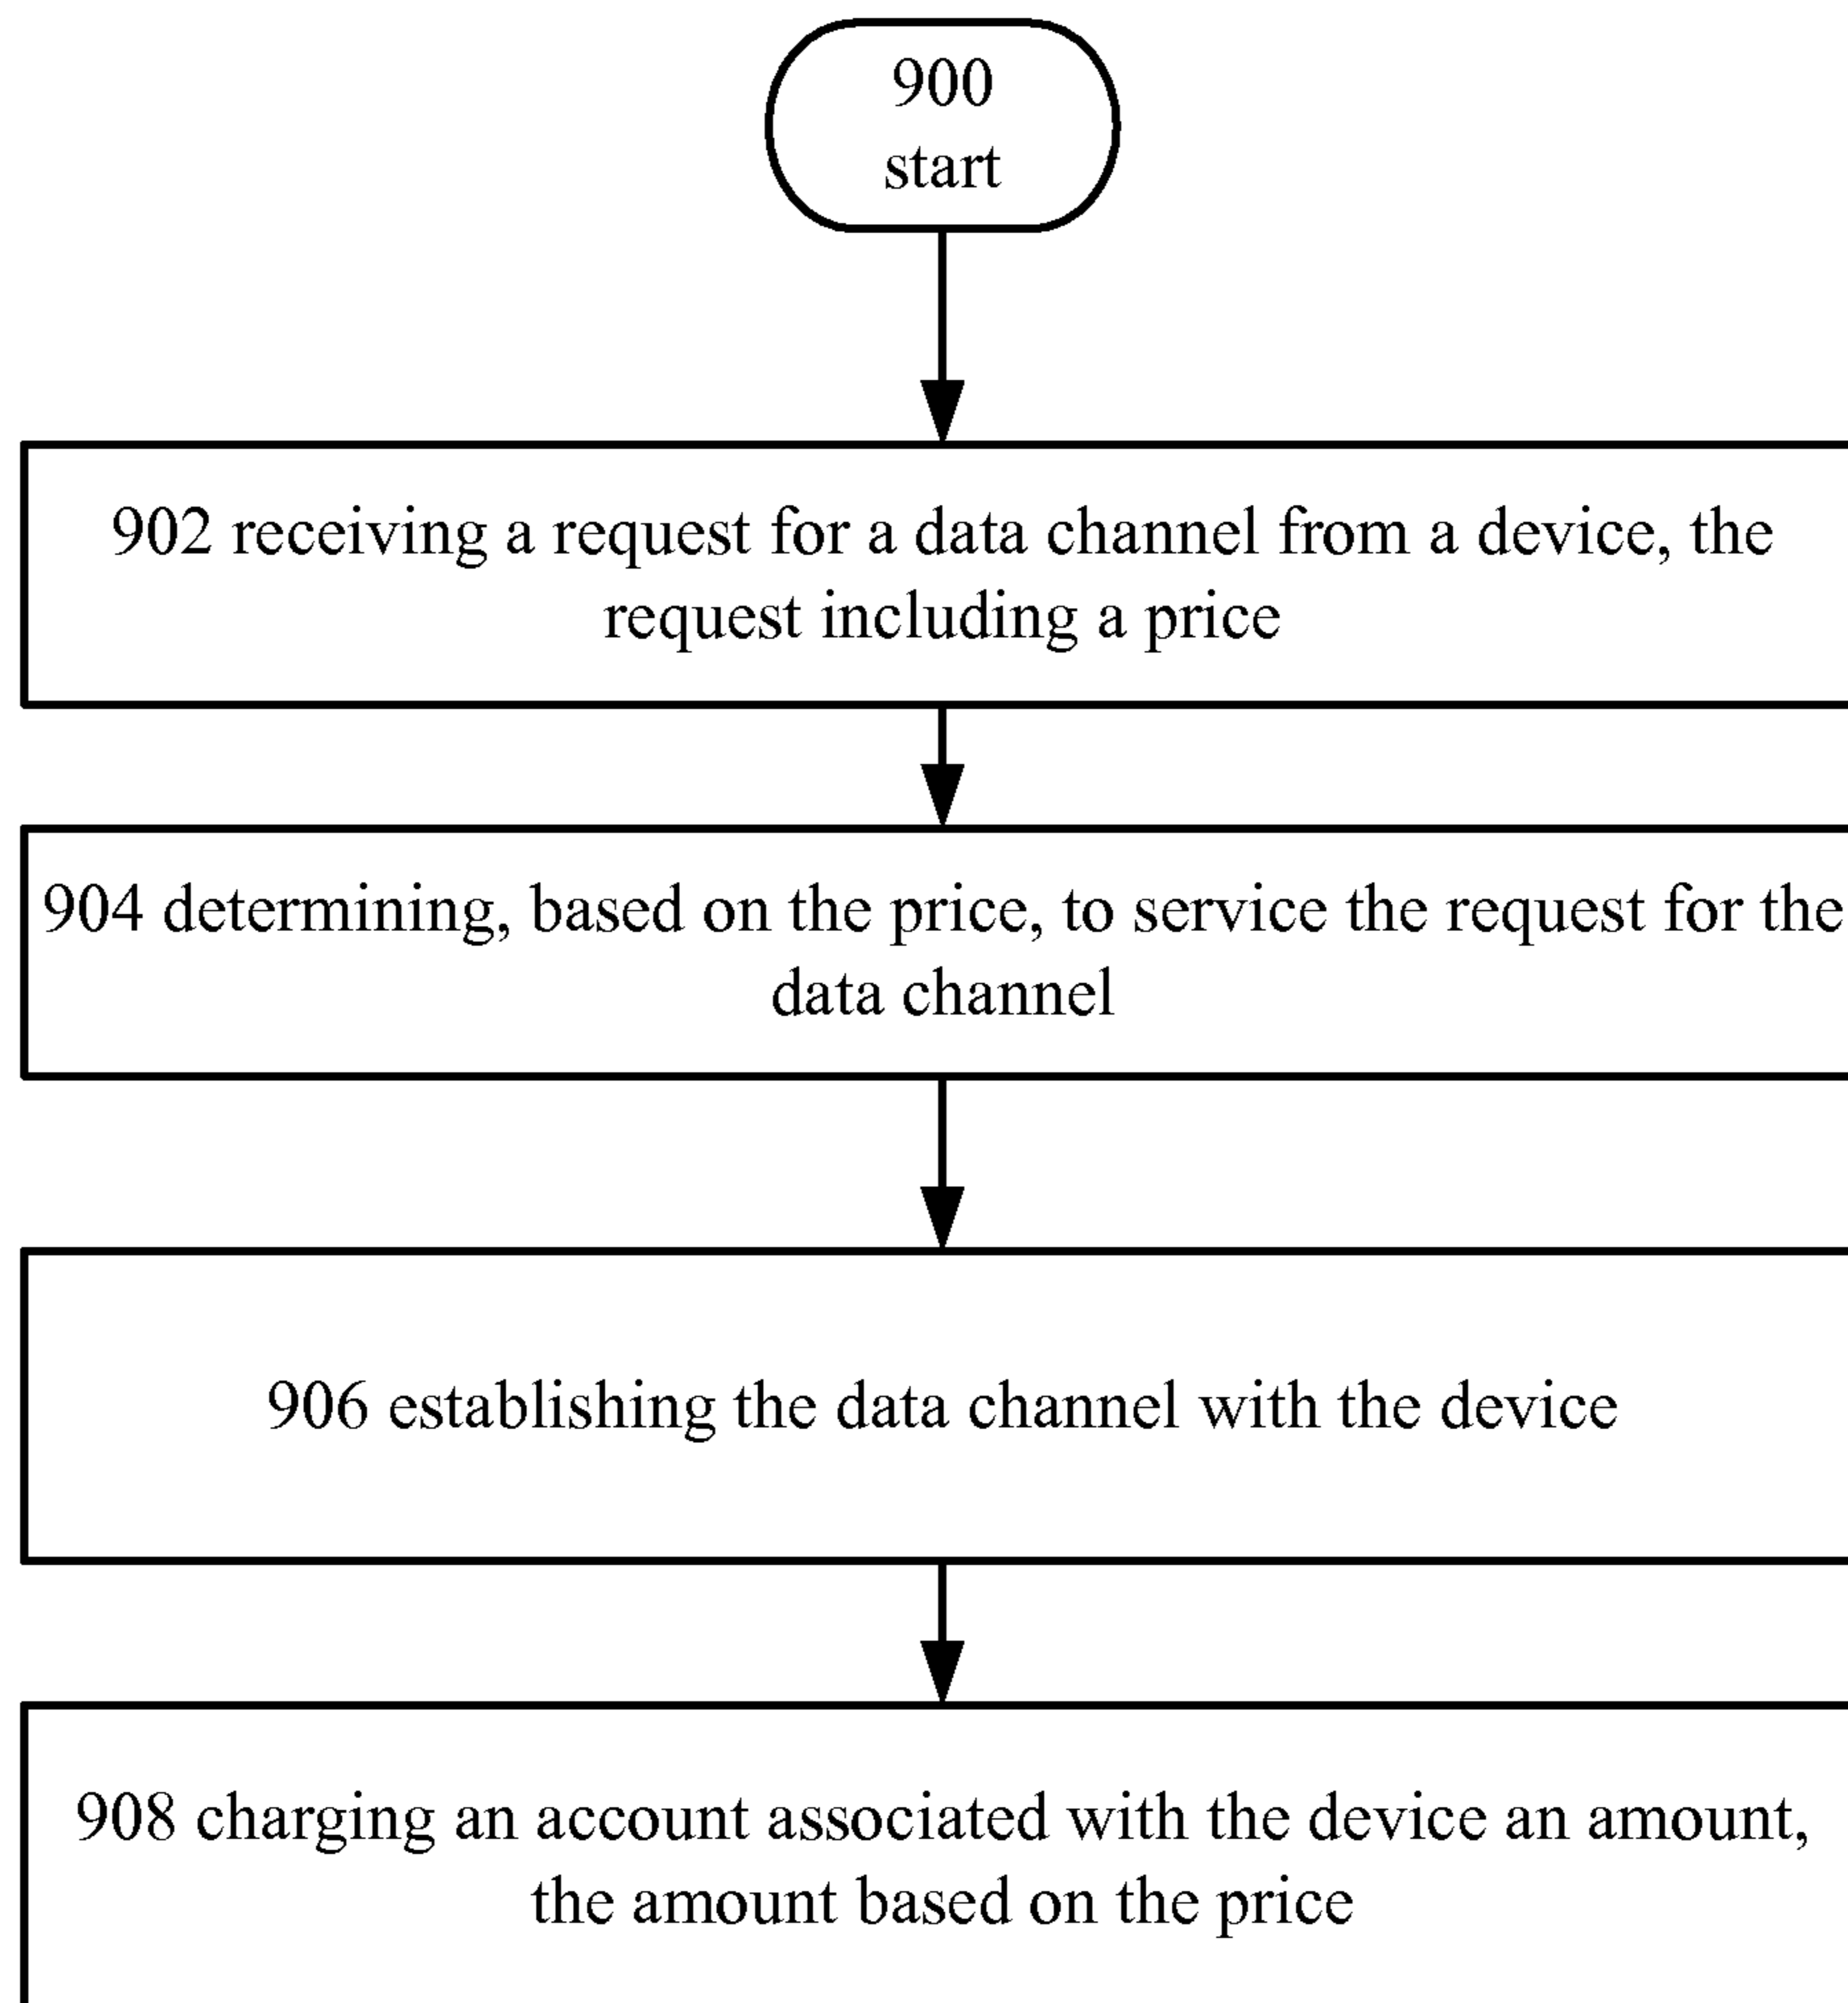 900
start
902 receiving a request for a data channel from a device, the
request including a price
904 determining, based on the price, to service the request for the
data channel
906 establishing the data channel with the device
908 charging an account associated with the device an amount,
the amount based on the price